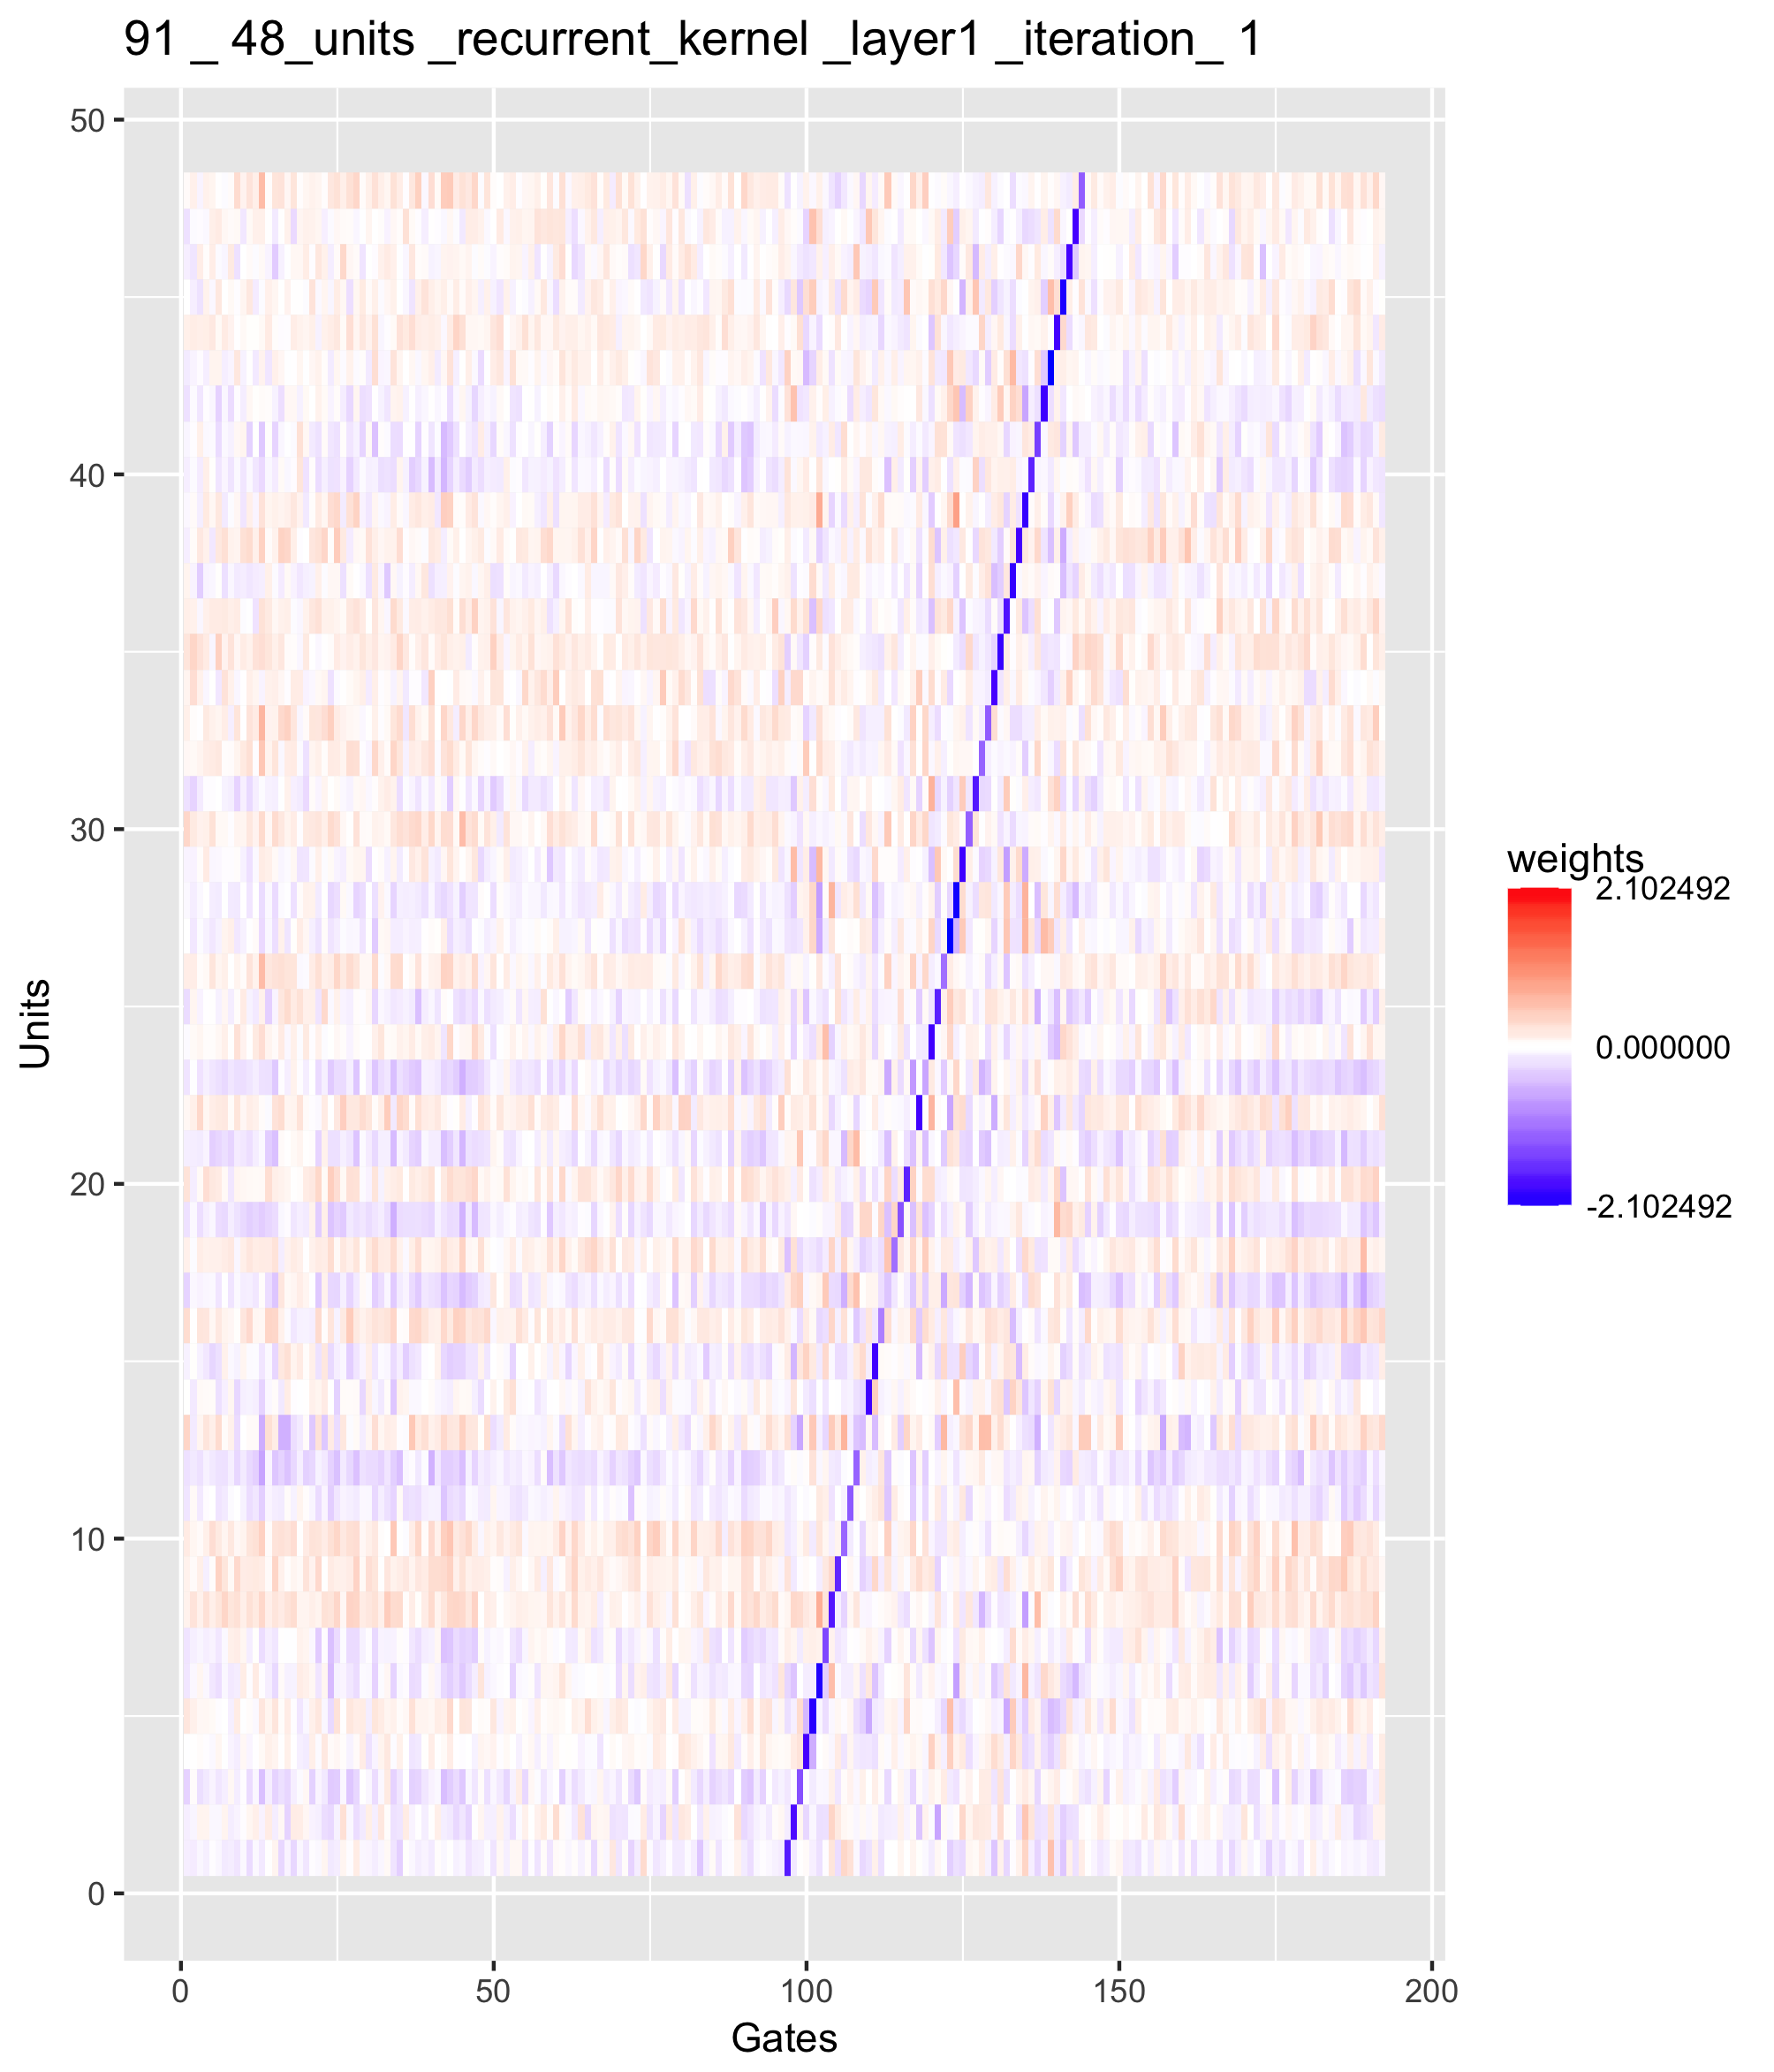 91 _ 48_units _recurrent_kernel _layer1 _iteration_ 1
50
40
30
20
10
0
Units
0 50 100 150 200
Gates
weights
2.102492
0.000000
-2.102492